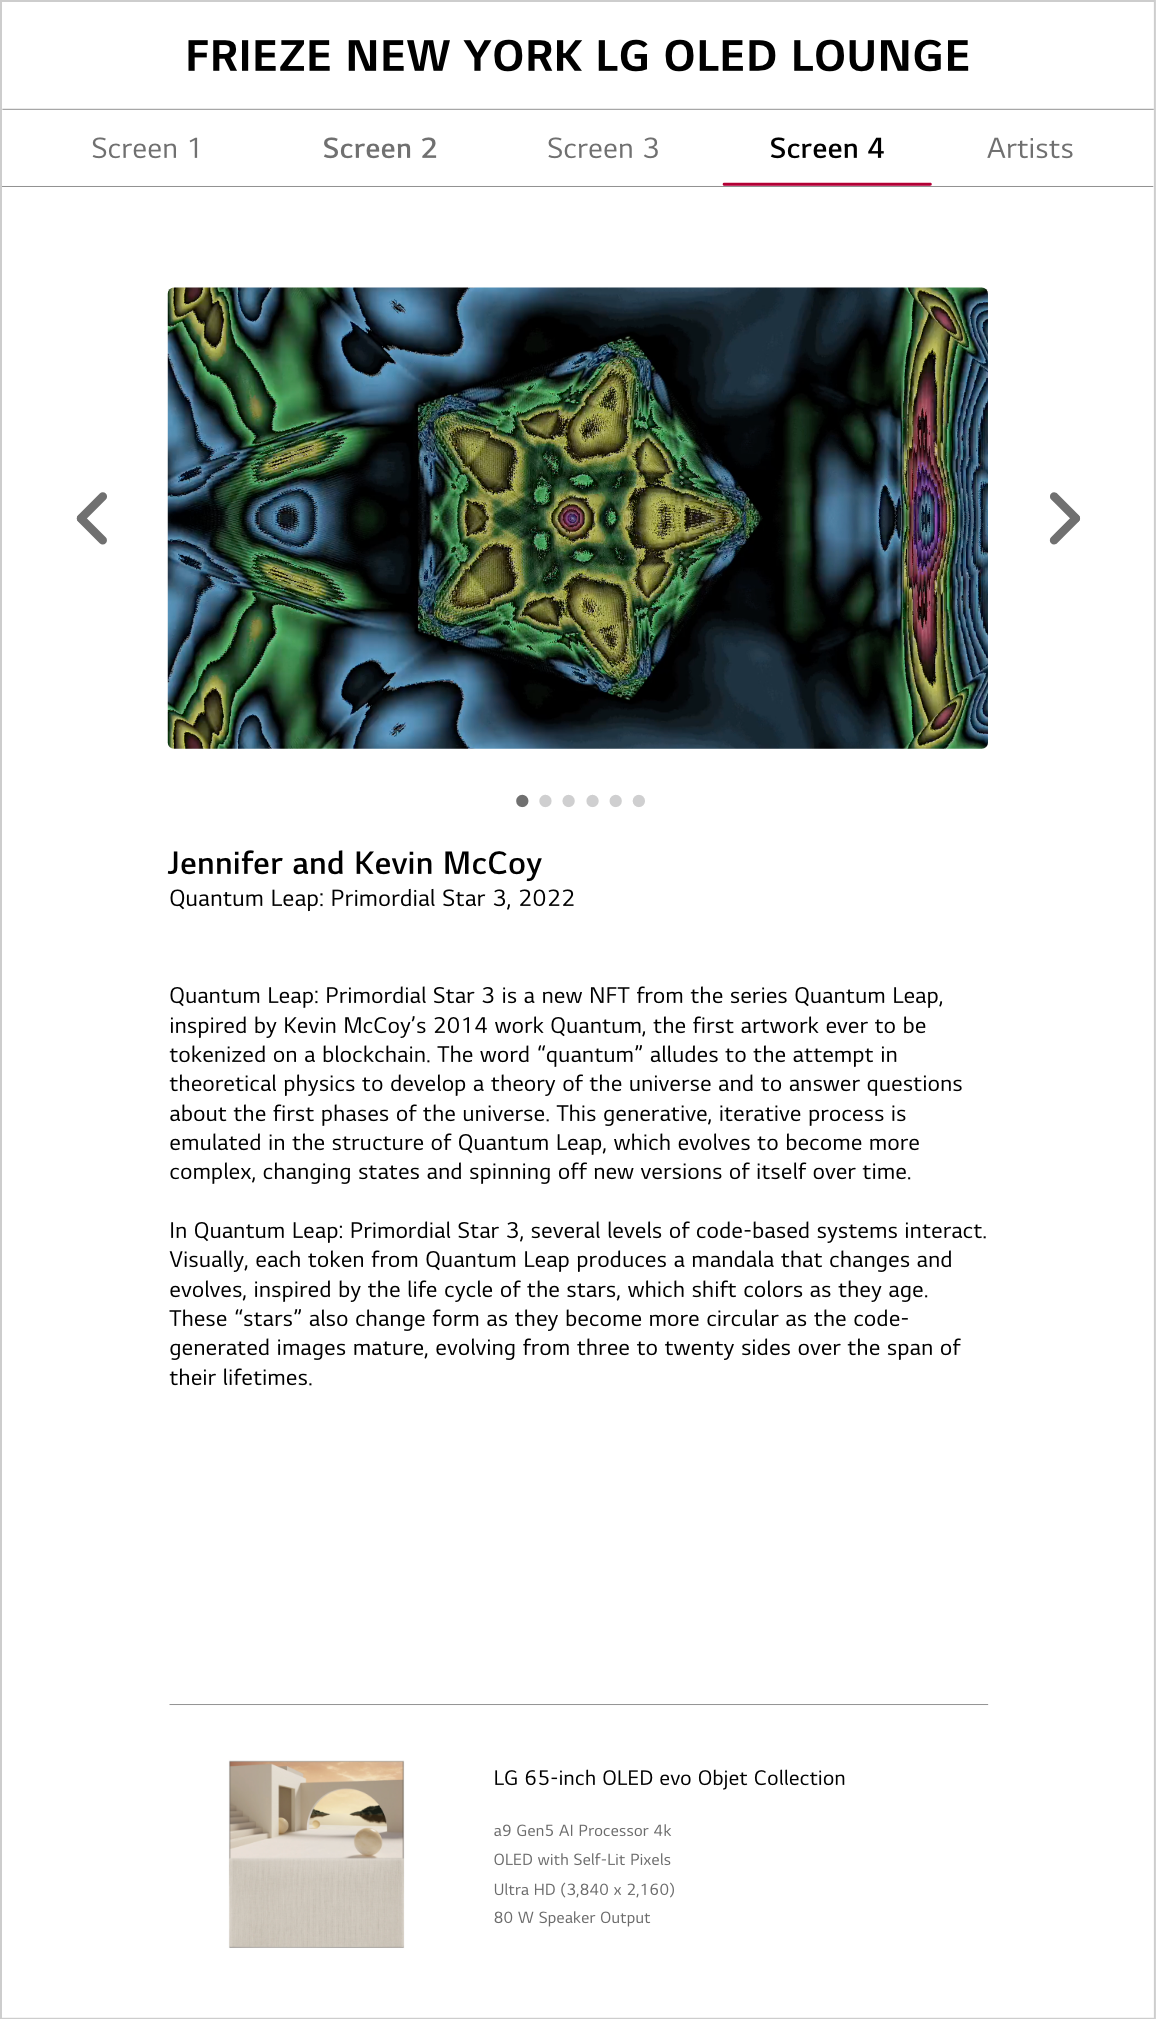 FRIEZE NEW YORK LG OLED LOUNGE
Screen 1 Screen 2 Screen 3 Screen 4 Artists
Jennifer and Kevin McCoy
Quantum Leap: Primordial Star 3, 2022
Quantum Leap: Primordial Star 3 is a new NFT from the series Quantum Leap,
inspired by Kevin McCoy’s 2014 work Quantum, the first artwork ever to be
tokenized on a blockchain. The word “quantum” alludes to the attempt in
theoretical physics to develop a theory of the universe and to answer questions
about the first phases of the universe. This generative, iterative process is
emulated in the structure of Quantum Leap, which evolves to become more
complex, changing states and spinning off new versions of itself over time.
In Quantum Leap: Primordial Star 3, several levels of code-based systems interact.
Visually, each token from Quantum Leap produces a mandala that changes and
evolves, inspired by the life cycle of the stars, which shift colors as they age.
These “stars” also change form as they become more circular as the code-
generated images mature, evolving from three to twenty sides over the span of
their lifetimes.
LG 65-inch OLED evo Objet Collection
a9 Gen5 AI Processor 4k
OLED with Self-Lit Pixels
Ultra HD (3,840 x 2,160)
80 W Speaker Output